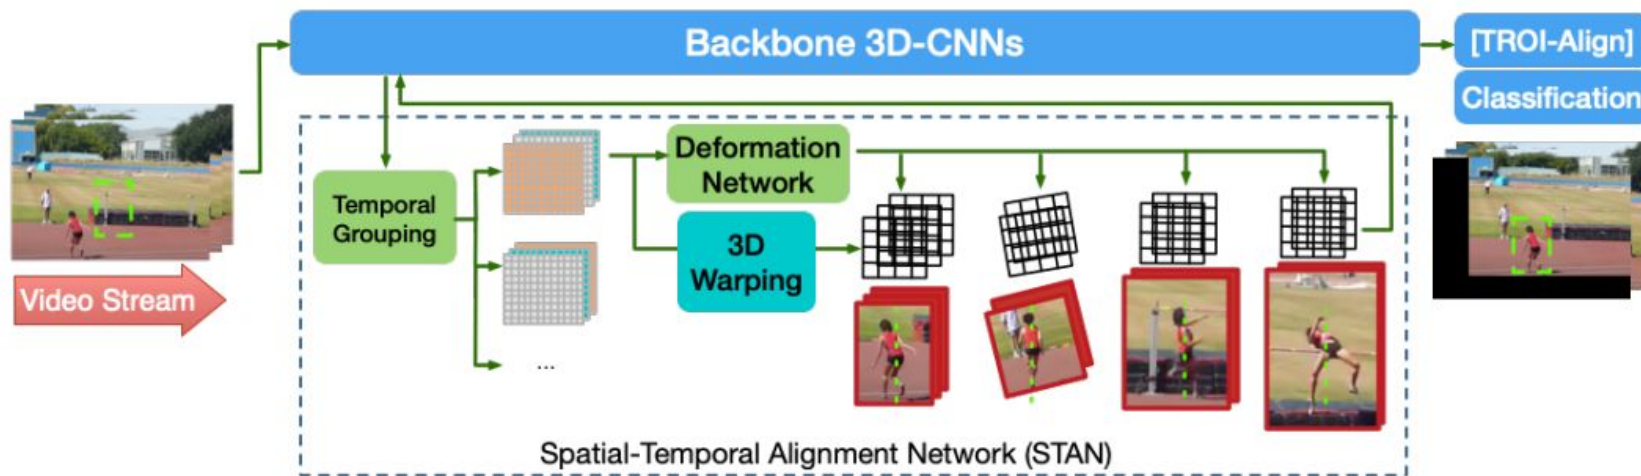 Backbone 3D-CNNs
[TROI-Align]
Classification
Video Stream
Temporal
Grouping
...
Deformation
Network
3D
Warping
Spatial-Temporal Alignment Network (STAN)